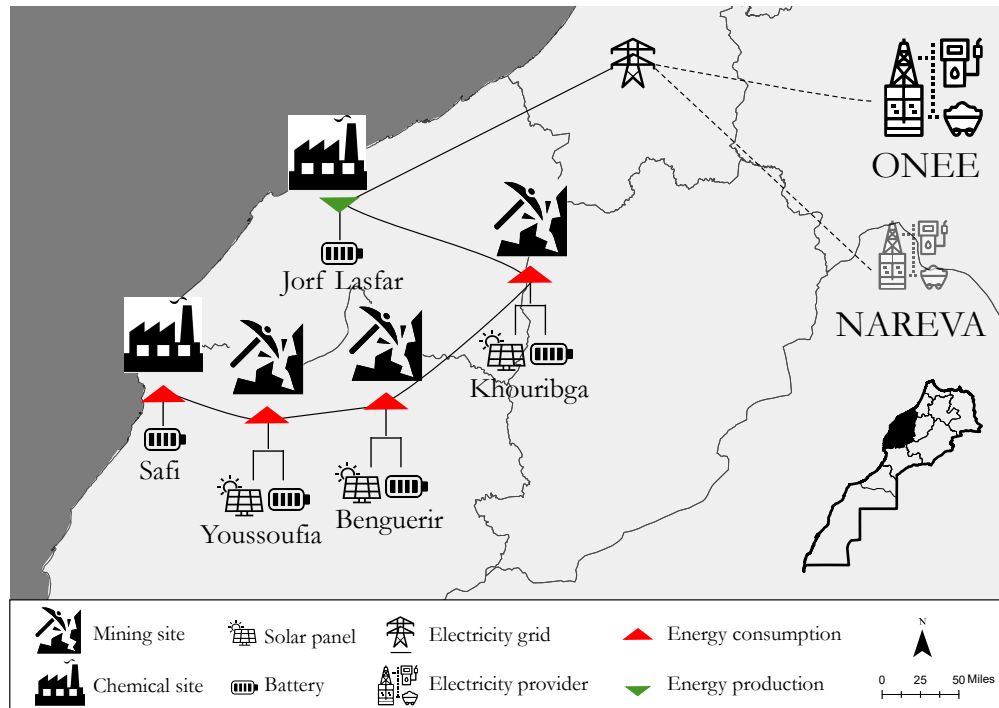 ONEE
NAREVA
Jorf Lasfar
Khouribga
Safi
Youssoufia
Benguerir
Mining site
Solar panel
Electricity grid
Energy consumption
N
Chemical site
Battery
Electricity provider
Energy production
0 25 50 Miles